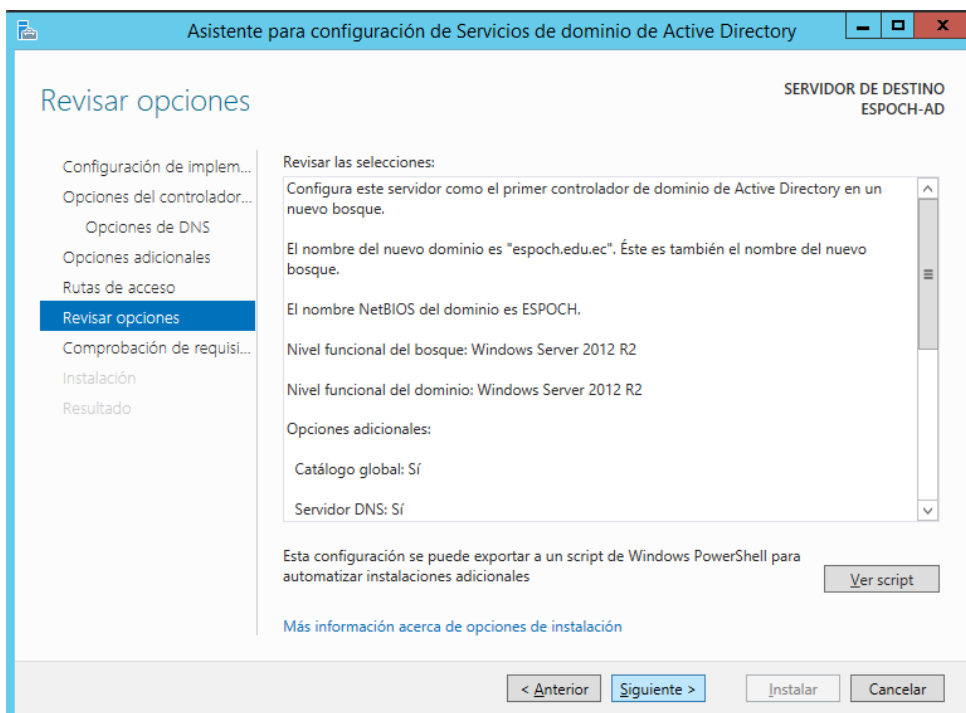 Asistente para configuración de Servicios de dominio de Active Directory
Revisar opciones
SERVIDOR DE DESTINO
ESPOCH-AD
Configuración de implem...
Opciones del controlador...
Opciones de DNS
Opciones adicionales
Rutas de acceso
Revisar opciones
Comprobación de requisi...
Instalación
Resultado
Revisar las selecciones:
Configura este servidor como el primer controlador de dominio de Active Directory en un
nuevo bosque.
El nombre del nuevo dominio es "espoch.edu.ec". Éste es también el nombre del nuevo
bosque.
El nombre NetBIOS del dominio es ESPOCH.
Nivel funcional del bosque: Windows Server 2012 R2
Nivel funcional del dominio: Windows Server 2012 R2
Opciones adicionales:
Catálogo global: Sí
Servidor DNS: Sí
Esta configuración se puede exportar a un script de Windows PowerShell para
automatizar instalaciones adicionales
Ver script
Más información acerca de opciones de instalación
< Anterior
Siguiente >
Instalar
Cancelar